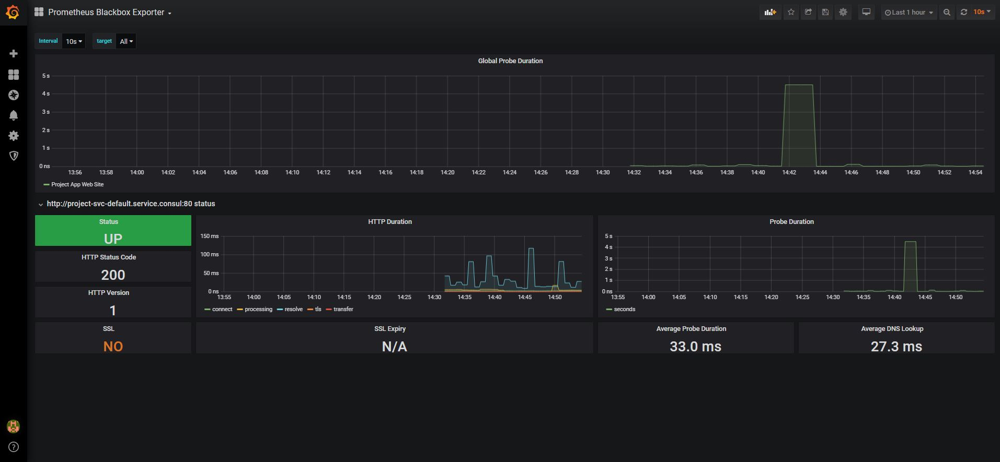 Prometheus Blackbox Exporter
Last 1 hour
10s
Interval
10s
target
All
Global Probe Duration
5 s
4 s
3 s
2 s
1 s
0 ns
13:56 13:58 14:00 14:02 14:04 14:06 14:08 14:10 14:12 14:14 14:16 14:18 14:20 14:22 14:24 14:26 14:28 14:30 14:32 14:34 14:36 14:38 14:40 14:42 14:44 14:46 14:48 14:50 14:52 14:54
Project App Web Site
http://project-svc-default.service.consul:80 status
Status
UP
HTTP Status Code
200
HTTP Version
1
SSL
NO
HTTP Duration
150 ms
100 ms
50 ms
0 ns
13:55 14:00 14:05 14:10 14:15 14:20 14:25 14:30 14:35 14:40 14:45 14:50
connect processing resolve tls transfer
Probe Duration
5 s
4 s
3 s
2 s
1 s
0 ns
13:55 14:00 14:05 14:10 14:15 14:20 14:25 14:30 14:35 14:40 14:45 14:50
seconds
SSL Expiry
N/A
Average Probe Duration
33.0 ms
Average DNS Lookup
27.3 ms